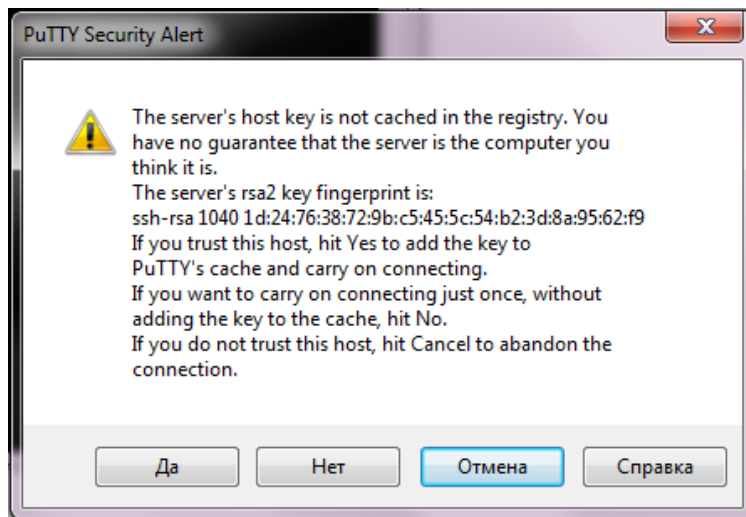 PuTTY Security Alert
The server's host key is not cached in the registry. You
have no guarantee that the server is the computer you
think it is.
The server's rsa2 key fingerprint is:
ssh-rsa 1040 1d:24:76:38:72:9b:c5:45:5c:54:b2:3d:8a:95:62:f9
If you trust this host, hit Yes to add the key to
PuTTY's cache and carry on connecting.
If you want to carry on connecting just once, without
adding the key to the cache, hit No.
If you do not trust this host, hit Cancel to abandon the
connection.
Да Нет Отмена Справка